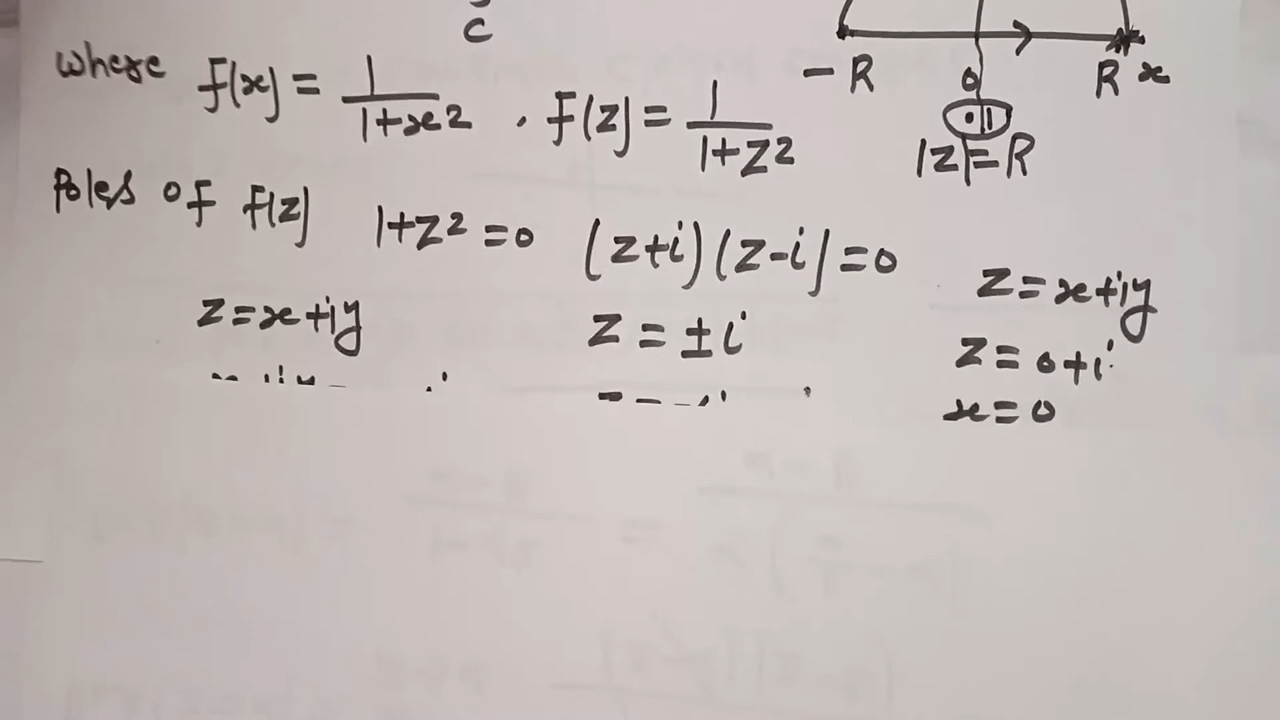 C
where f(x) = 1/1+x2 , f(z) = 1/1+z2
-R 0 R x
|z|=R
Poles of f(z) 1+z2=0 (z+i)(z-i)=0
z=x+iy z=±i z=x+iy
z=0+i
x=0